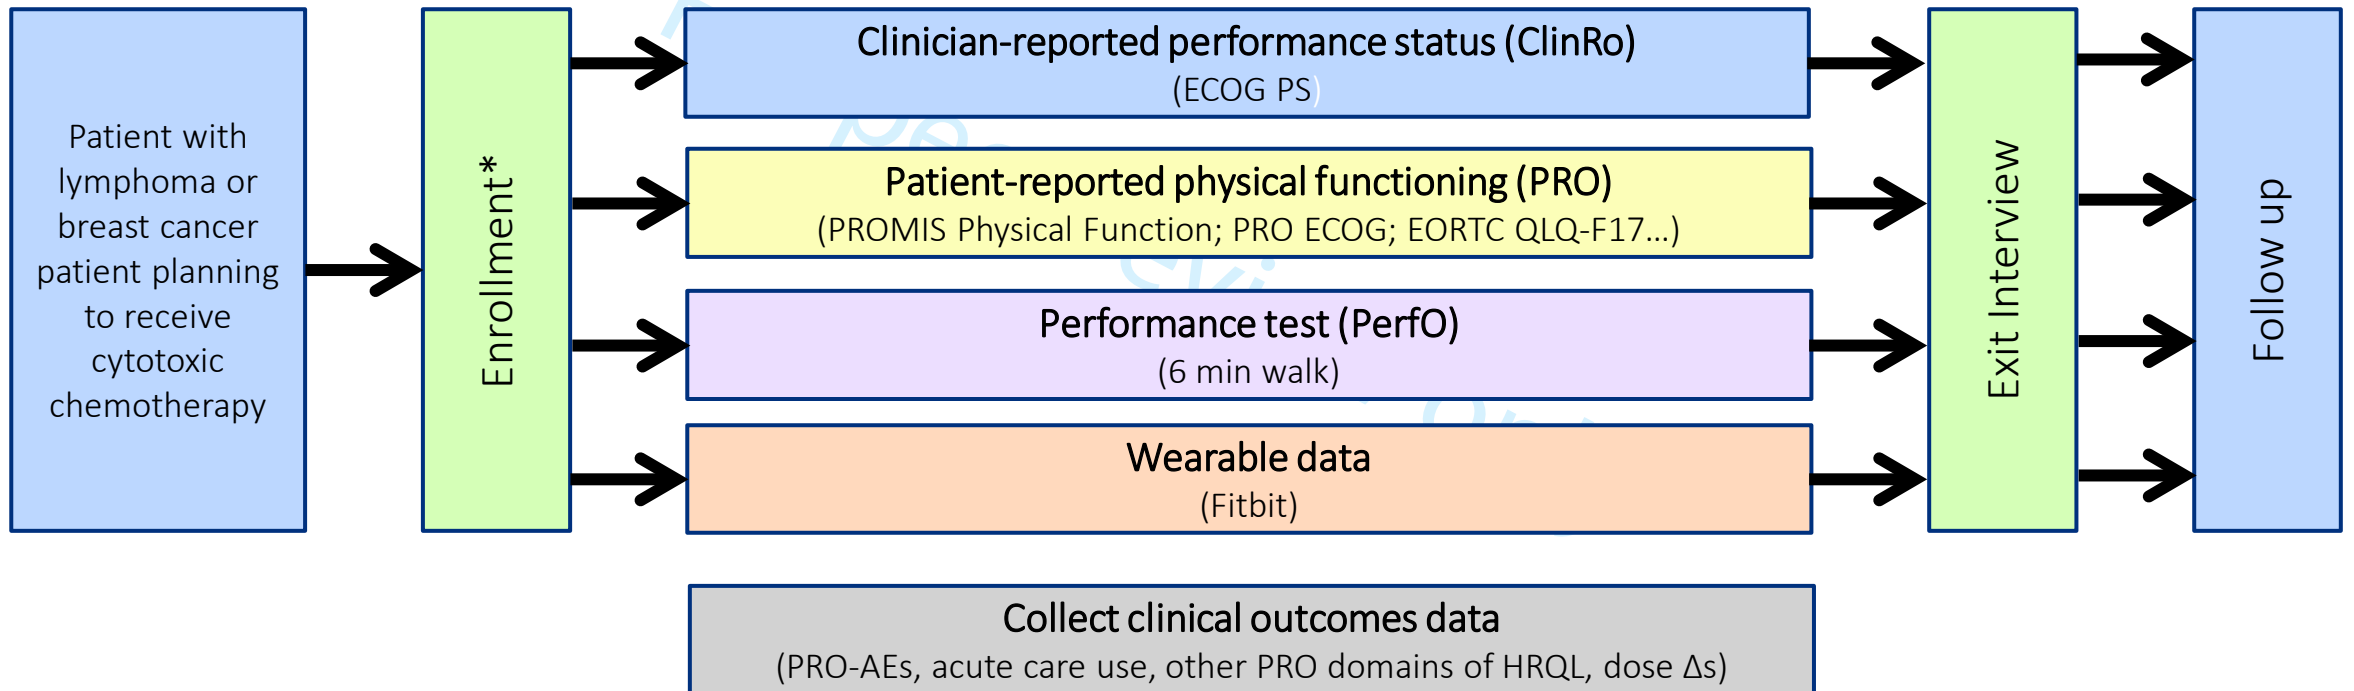 Patient with
lymphoma or
breast cancer
patient planning
to receive
cytotoxic
chemotherapy
Enrollment*
Clinician-reported performance status (ClinRo)
(ECOG PS)
Patient-reported physical functioning (PRO)
(PROMIS Physical Function; PRO ECOG; EORTC QLQ-F17...)
Performance test (PerfO)
(6 min walk)
Wearable data
(Fitbit)
Collect clinical outcomes data
(PRO-AEs, acute care use, other PRO domains of HRQL, dose Δs)
Exit Interview
Follow up